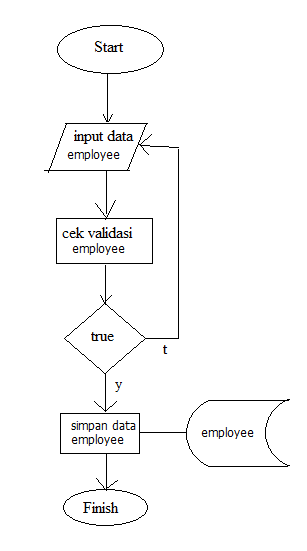 Start
input data
employee
cek validasi
employee
true
t
y
simpan data
employee
employee
Finish